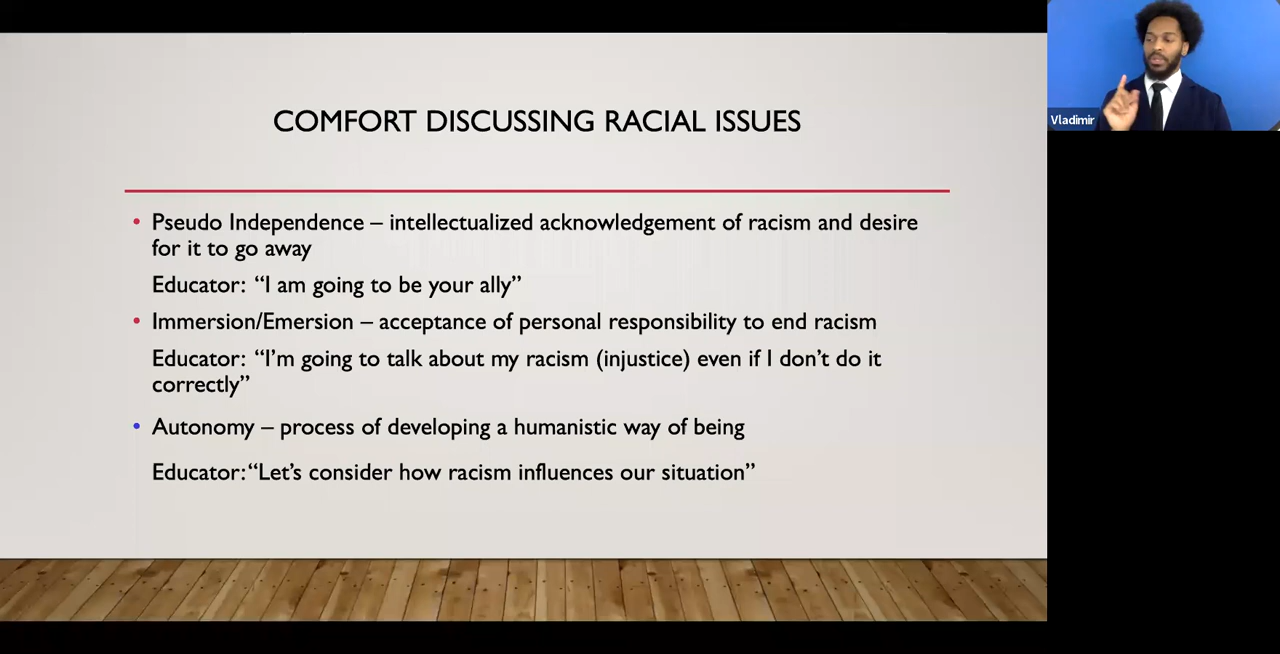 COMFORT DISCUSSING RACIAL ISSUES
• Pseudo Independence – intellectualized acknowledgement of racism and desire
for it to go away
Educator: “I am going to be your ally”
• Immersion/Emersion – acceptance of personal responsibility to end racism
Educator: “I’m going to talk about my racism (injustice) even if I don’t do it
correctly”
• Autonomy – process of developing a humanistic way of being
Educator:“Let’s consider how racism influences our situation”
Vladimir